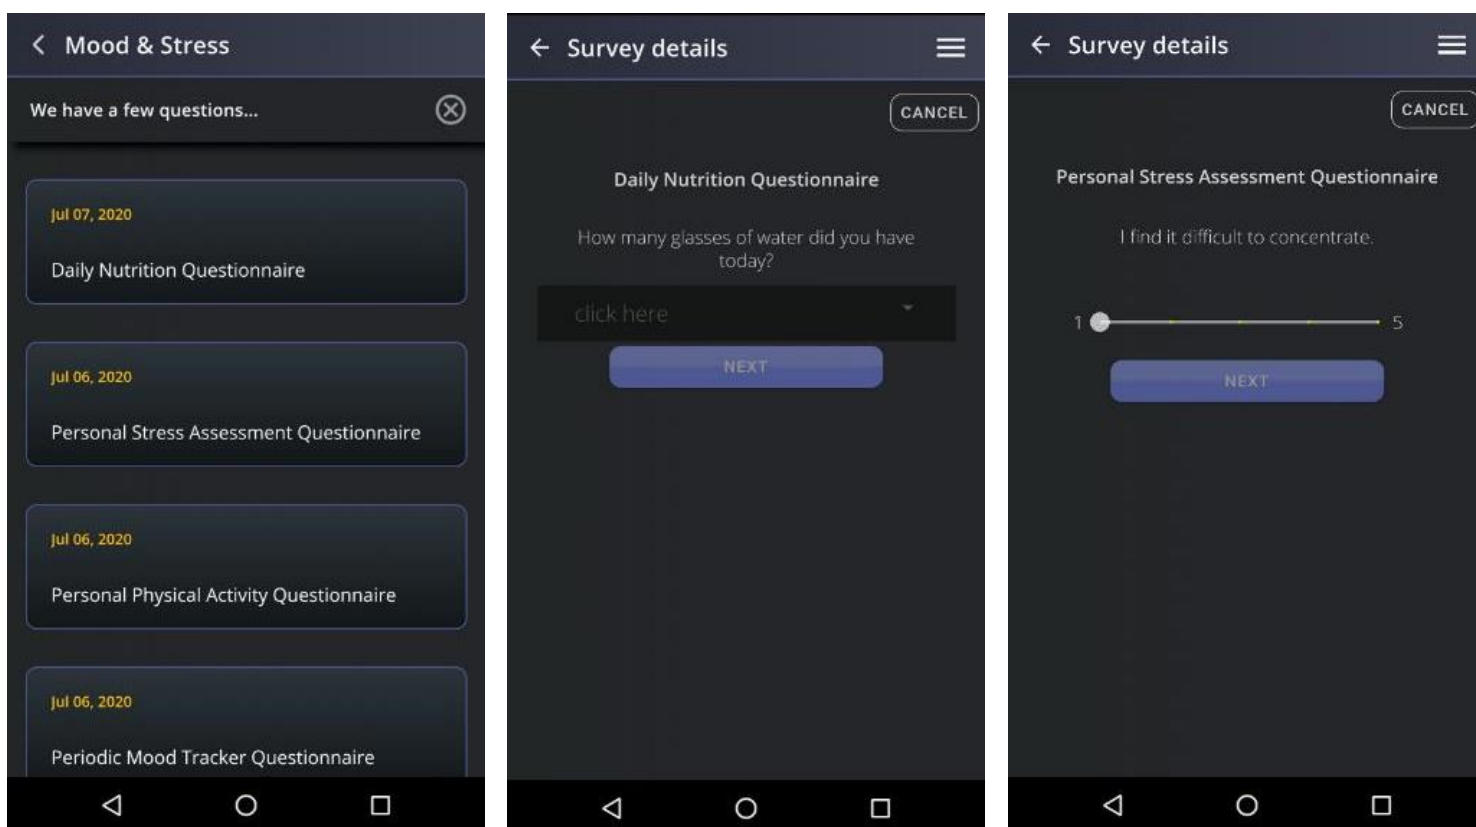 Mood & Stress
We have a few questions...
Jul 07, 2020
Daily Nutrition Questionnaire
Jul 06, 2020
Personal Stress Assessment Questionnaire
Jul 06, 2020
Personal Physical Activity Questionnaire
Jul 06, 2020
Periodic Mood Tracker Questionnaire
Survey details
CANCEL
Daily Nutrition Questionnaire
How many glasses of water did you have
today?
click here
NEXT
Survey details
CANCEL
Personal Stress Assessment Questionnaire
I find it difficult to concentrate.
1 5
NEXT